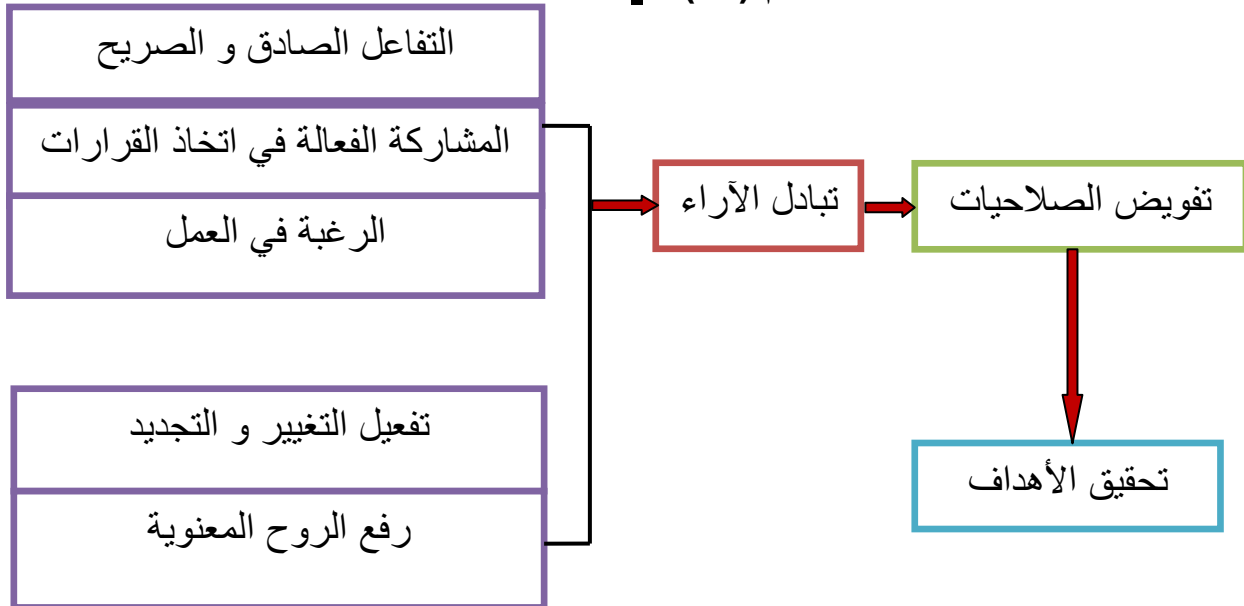 التفاعل الصادق و الصريح
المشاركة الفعالة في اتخاذ القرارات
الرغبة في العمل
تبادل الآراء
تفويض الصلاحيات
تفعيل التغيير و التجديد
رفع الروح المعنوية
تحقيق الأهداف